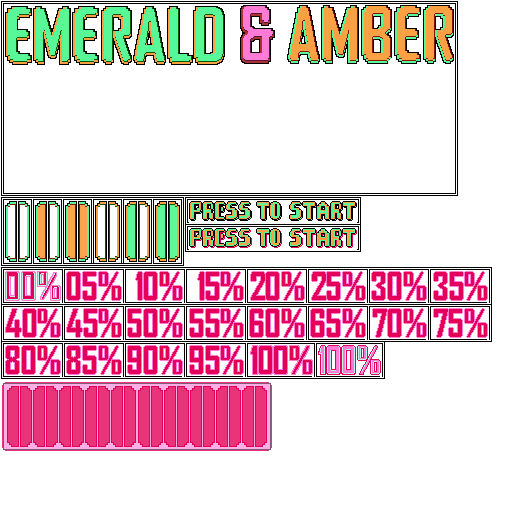 EMERALD & AMBER
PRESS TO START
PRESS TO START
00% 05% 10% 15% 20% 25% 30% 35%
40% 45% 50% 55% 60% 65% 70% 75%
80% 85% 90% 95% 100% 100%